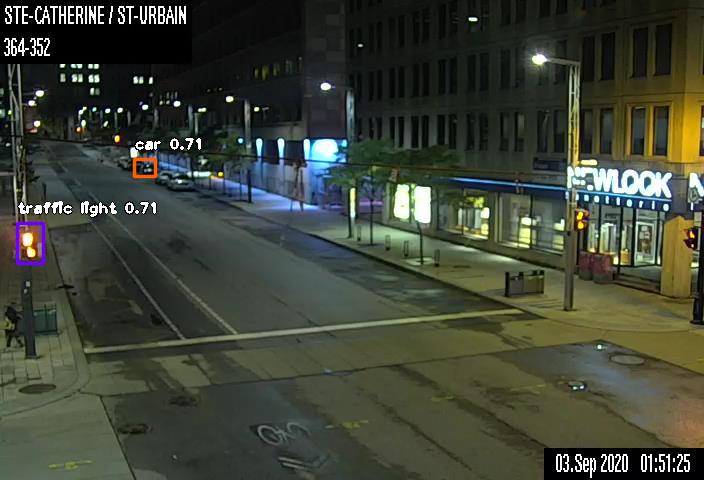 STE-CATHERINE / ST-URBAIN
364-352
car 0.71
traffic light 0.71
NEWLOOK
03.Sep 2020 01:51:25